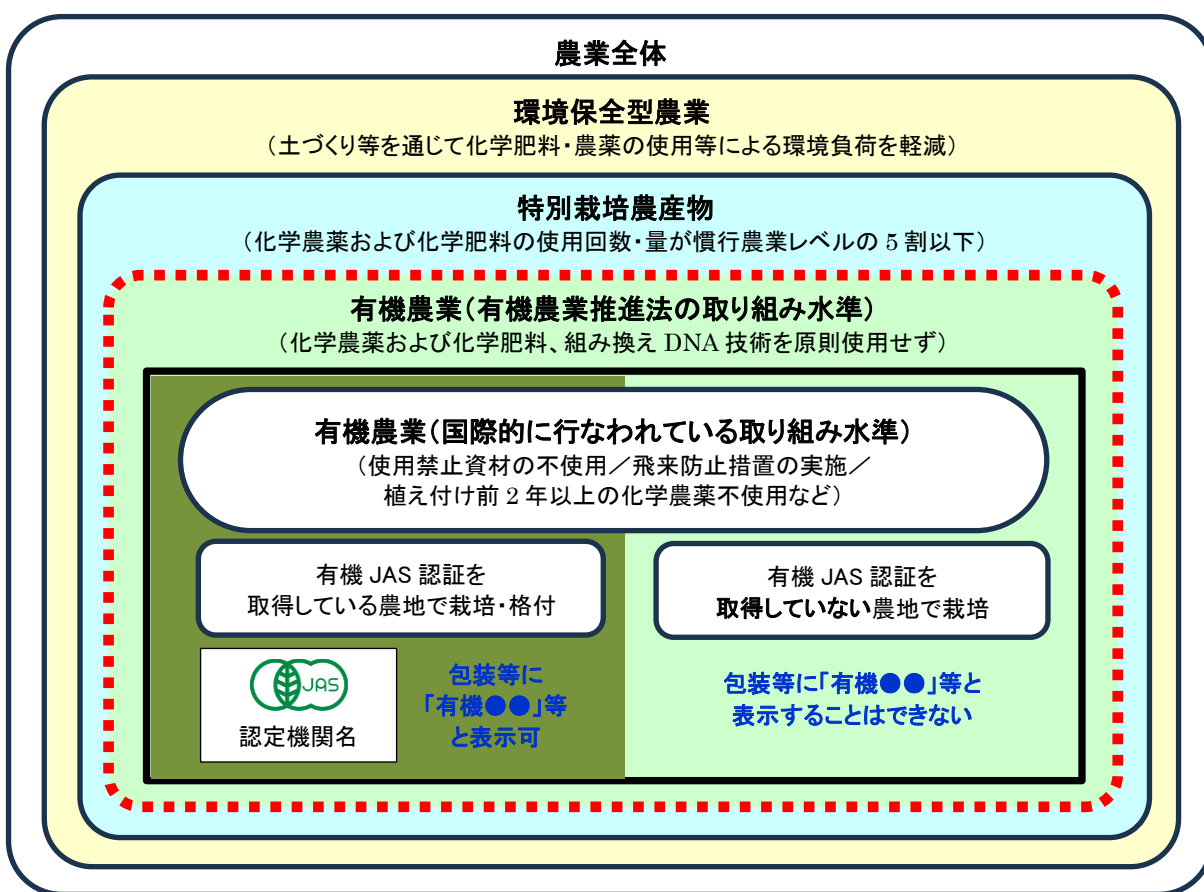 農業全体
環境保全型農業
（土づくり等を通じて化学肥料・農薬の使用等による環境負荷を軽減）
特別栽培農産物
（化学農薬および化学肥料の使用回数・量が慣行農業レベルの 5 割以下）
有機農業（有機農業推進法の取り組み水準）
（化学農薬および化学肥料、組み換え DNA 技術を原則使用せず）
有機農業（国際的に行なわれている取り組み水準）
（使用禁止資材の不使用／飛来防止措置の実施／
植え付け前 2 年以上の化学農薬不使用など）
有機 JAS 認証を
取得している農地で栽培・格付
有機 JAS 認証を
取得していない農地で栽培
JAS
認定機関名
包装等に
「有機●●」等
と表示可
包装等に「有機●●」等と
表示することはできない